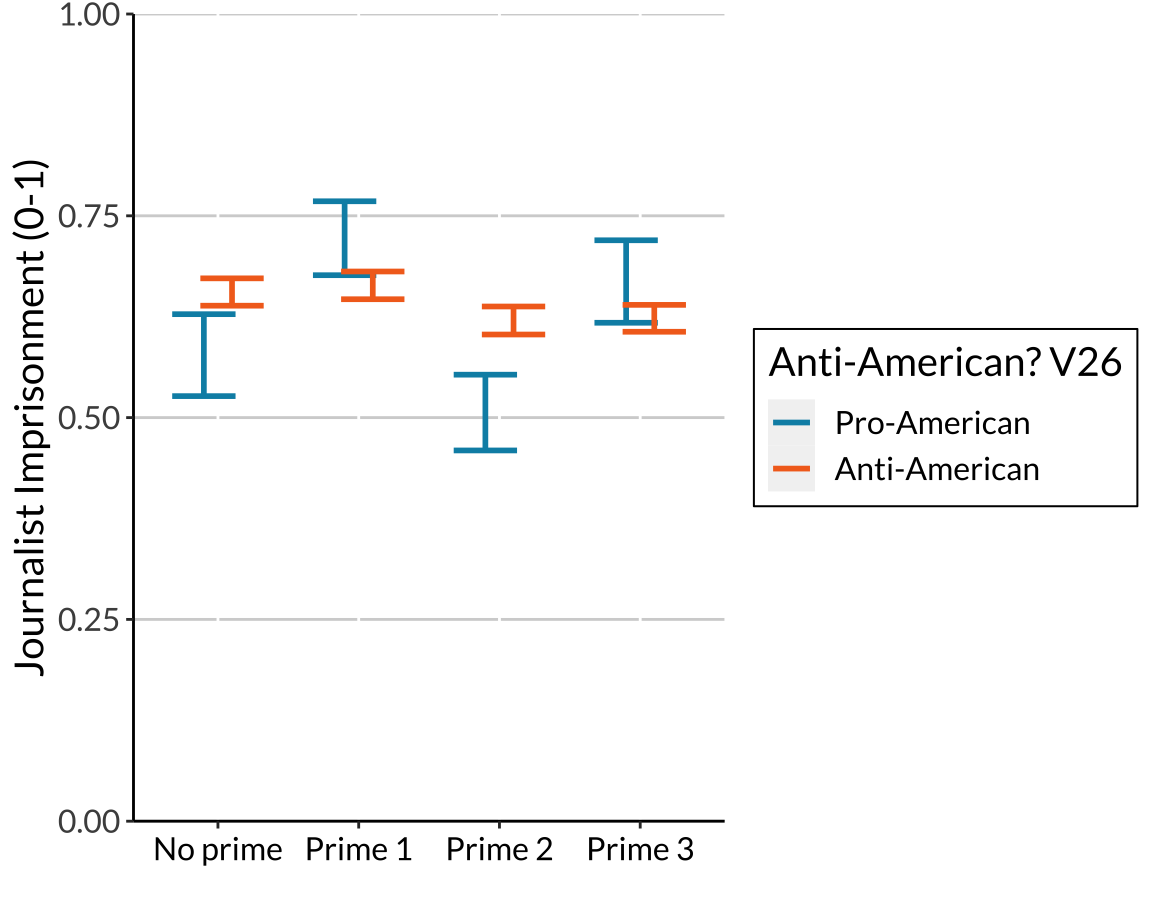 Journalist Imprisonment (0-1)
1.00
0.75
0.50
0.25
0.00
No prime Prime 1 Prime 2 Prime 3
Anti-American? V26
Pro-American
Anti-American